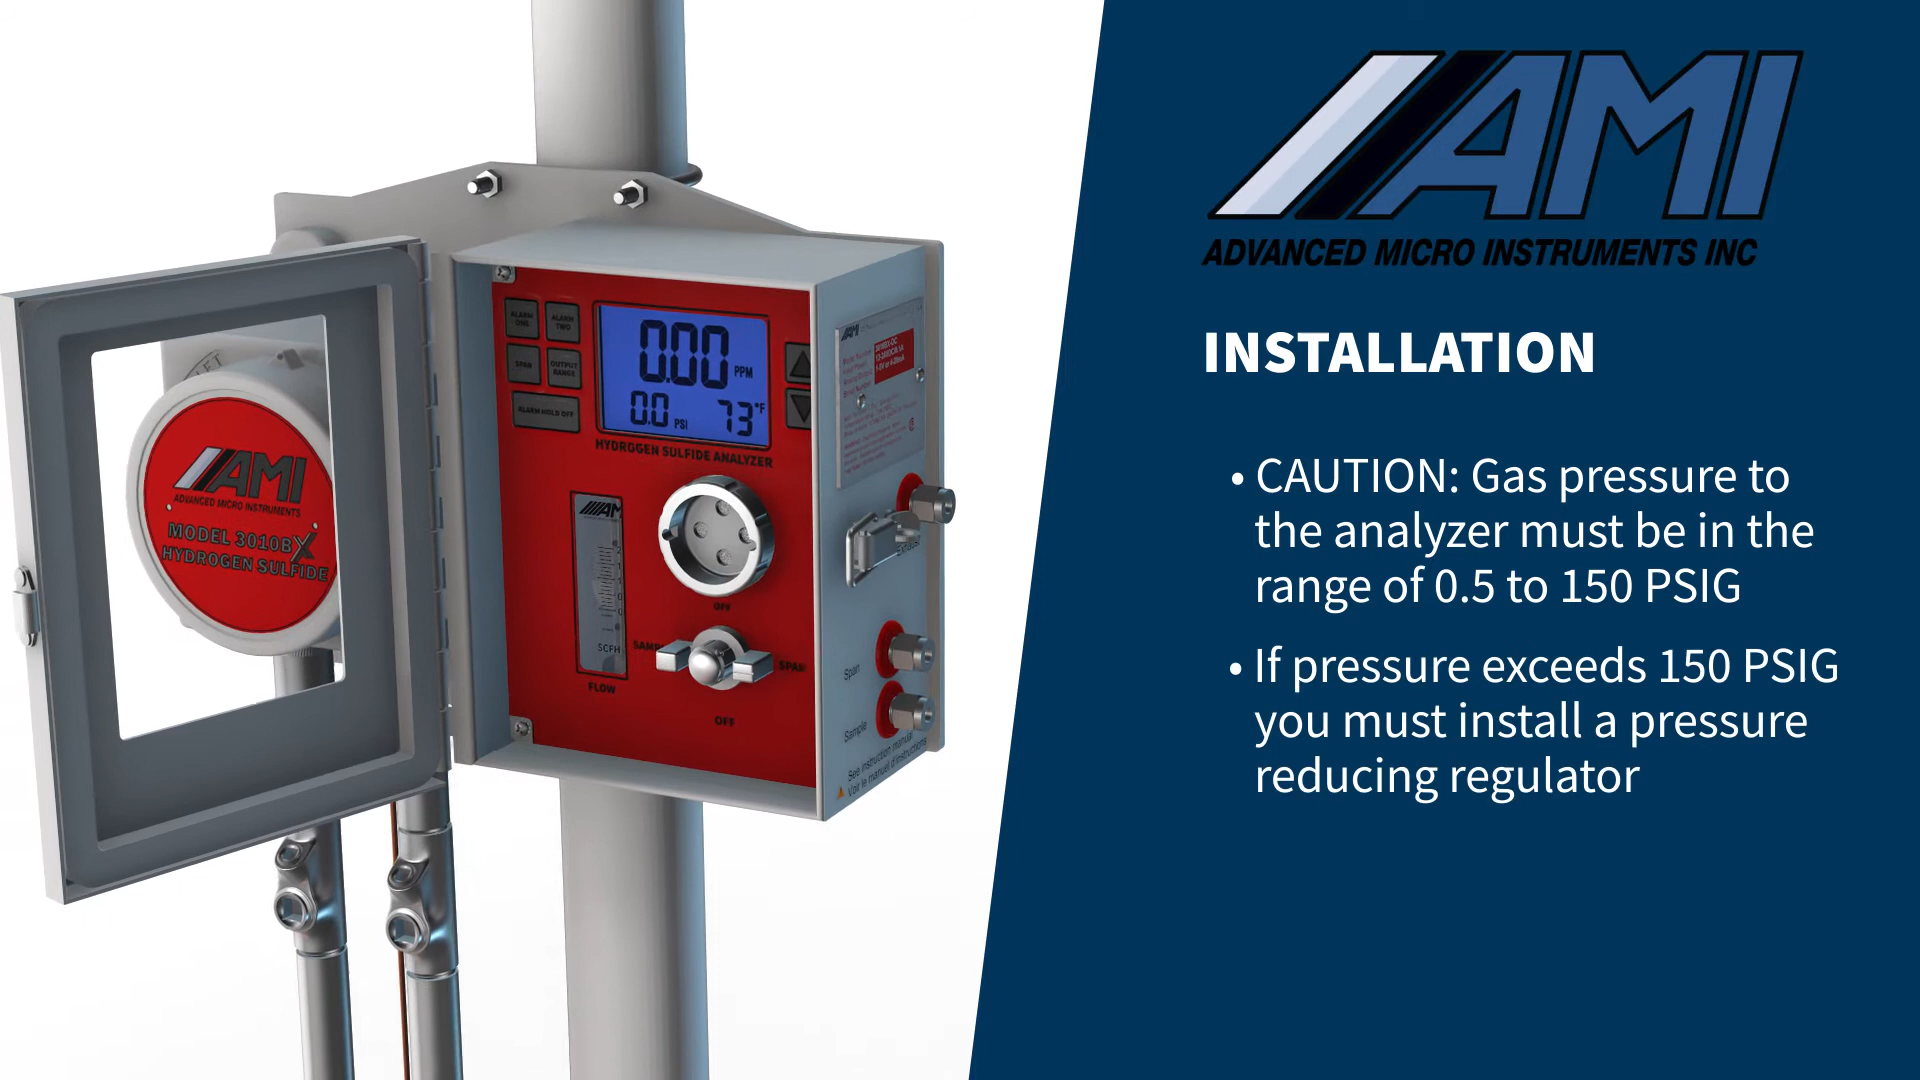 AMI
ADVANCED MICRO INSTRUMENTS INC
INSTALLATION
• CAUTION: Gas pressure to
the analyzer must be in the
range of 0.5 to 150 PSIG
• If pressure exceeds 150 PSIG
you must install a pressure
reducing regulator
AMI
ADVANCED MICRO INSTRUMENTS
MODEL 3010BX
HYDROGEN SULFIDE
ALARM ONE
ALARM TWO
SPAN
OUTPUT RANGE
ALARM HOLD OFF
0.00 PPM
0.0 PSI 73°F
HYDROGEN SULFIDE ANALYZER
AMI
SCFH
FLOW
OFF
SAMP
SPAN
OFF
AMI
Exhaust
Span
Sample
See instruction manual
Voir le manuel d'instructions